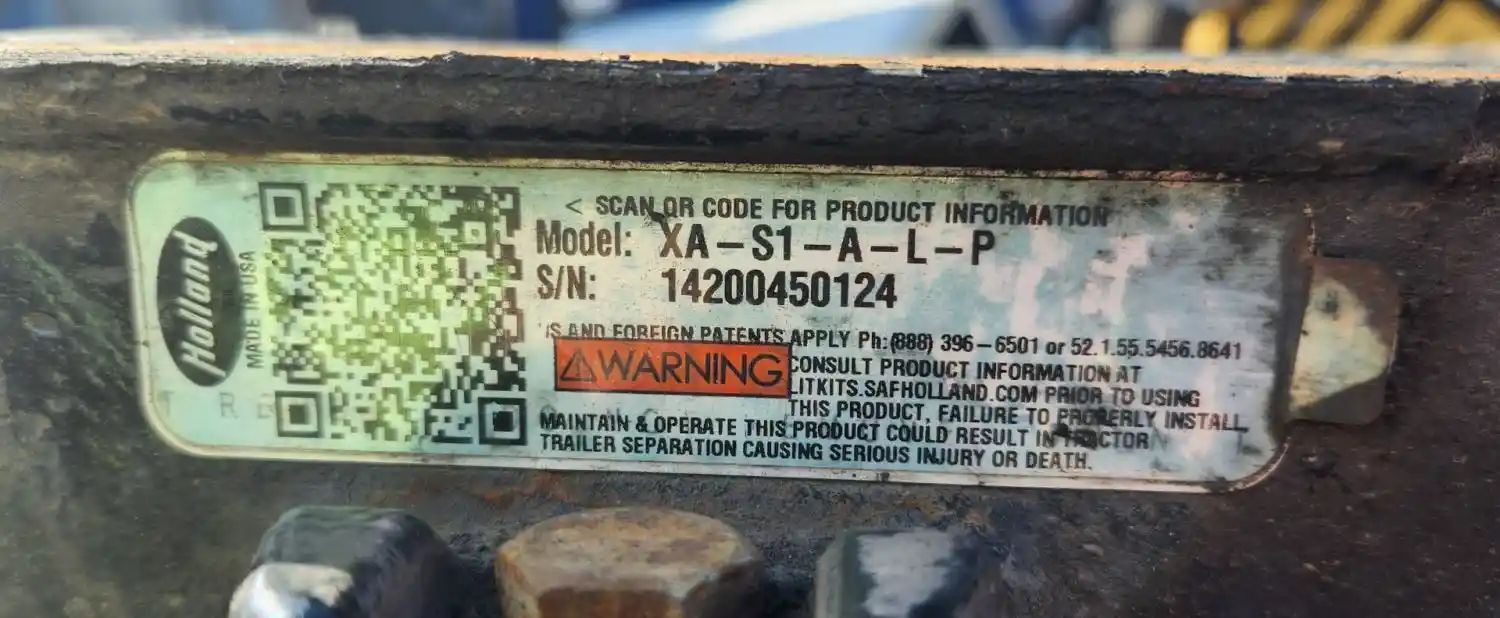 Holland
MADE IN USA
< SCAN QR CODE FOR PRODUCT INFORMATION
Model: XA-S1-A-L-P
S/N: 14200450124
'S AND FOREIGN PATENTS APPLY Ph:(888) 396-6501 or 52.1.55.5456.8641
⚠WARNING
CONSULT PRODUCT INFORMATION AT
LITKITS.SAFHOLLAND.COM PRIOR TO USING
THIS PRODUCT, FAILURE TO PROPERLY INSTALL,
MAINTAIN & OPERATE THIS PRODUCT COULD RESULT IN TRACTOR
TRAILER SEPARATION CAUSING SERIOUS INJURY OR DEATH.